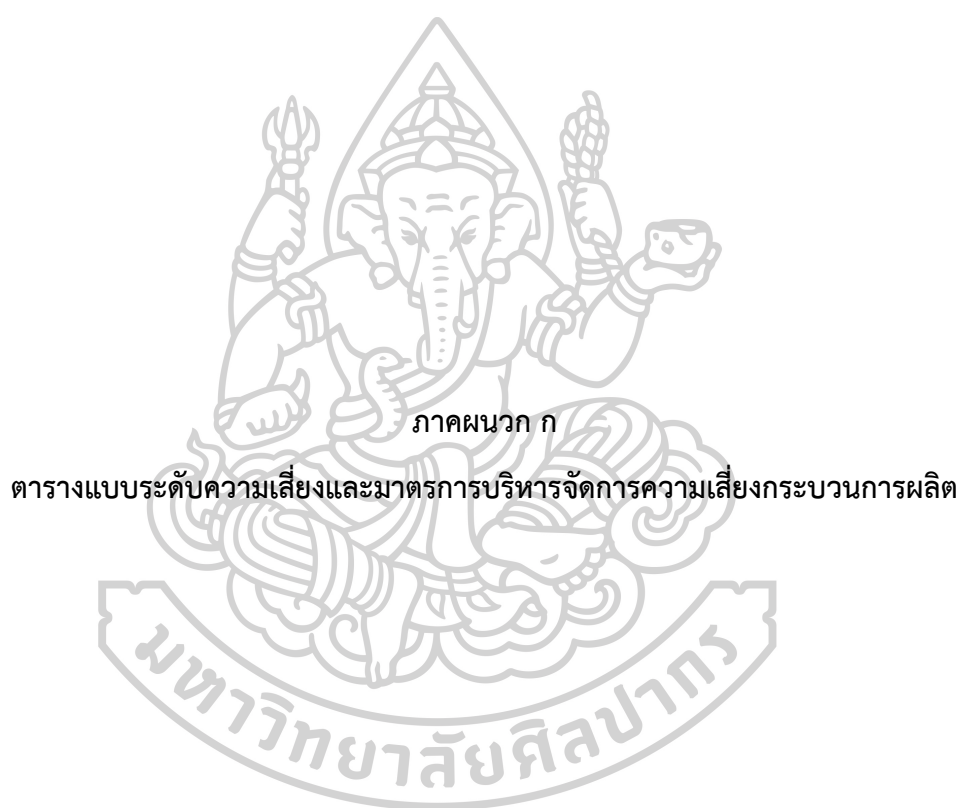 ภาคผนวก ก
ตารางแบบระดับความเสี่ยงและมาตรการบริหารจัดการความเสี่ยงกระบวนการผลิต
มหาวิทยาลัยศิลปากร